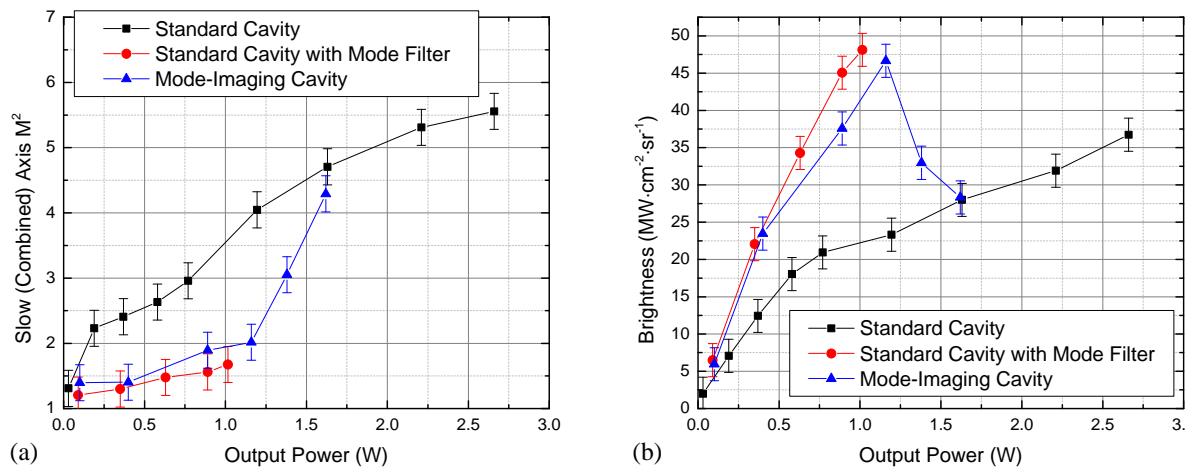 Standard Cavity
Standard Cavity with Mode Filter
Mode-Imaging Cavity
7
6
5
4
3
2
1
0.0 0.5 1.0 1.5 2.0 2.5 3.0
Slow (Combined) Axis M²
Output Power (W)
(a)
50
45
40
35
30
25
20
15
10
5
0
0.0 0.5 1.0 1.5 2.0 2.5 3.
Brightness (MW·cm⁻²·sr⁻¹)
Output Power (W)
Standard Cavity
Standard Cavity with Mode Filter
Mode-Imaging Cavity
(b)